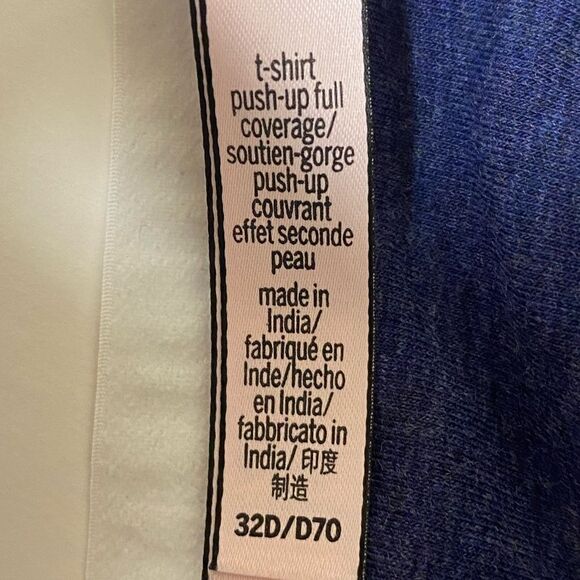 t-shirt
push-up full
coverage/
soutien-gorge
push-up
couvrant
effet seconde
peau
made in
India/
fabriqué en
Inde/hecho
en India/
fabbricato in
India/ 印度
制造
32D/D70